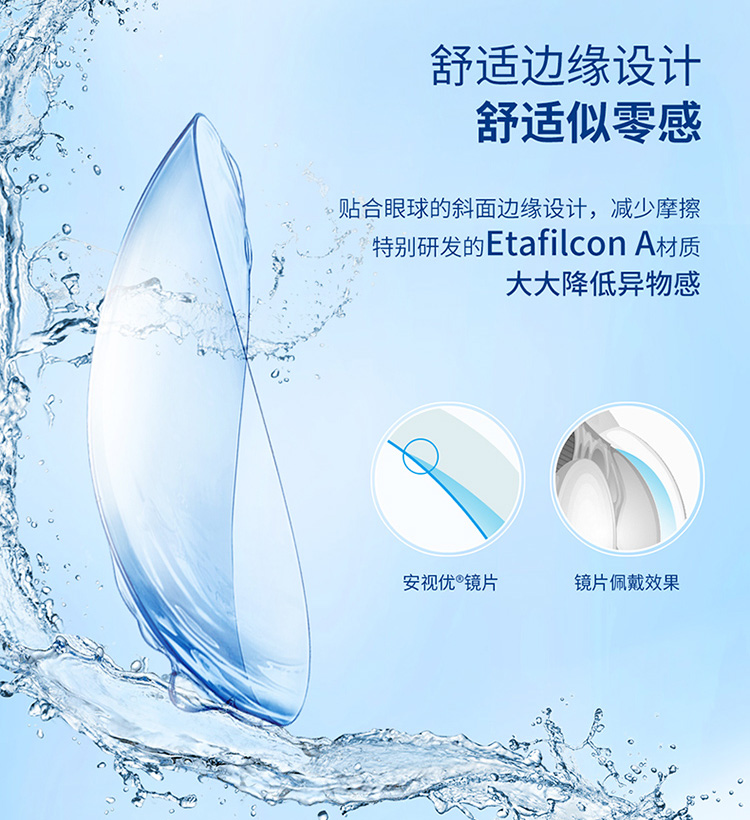 舒适边缘设计
舒适似零感
贴合眼球的斜面边缘设计，减少摩擦
特别研发的Etafilcon A材质
大大降低异物感
安视优®镜片
镜片佩戴效果